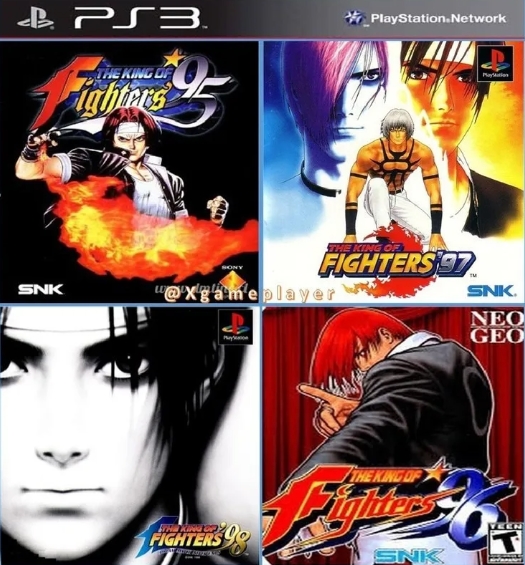 PS3
PlayStation®Network
THE KING OF
Fighters '95
SONY
SNK
PlayStation
THE KING OF
FIGHTERS '97 ™
SNK
@Xgameplayer
PlayStation
THE KING OF
FIGHTERS '98
NEO
GEO
THE KING OF
Fighters '96
SNK
TEEN
T